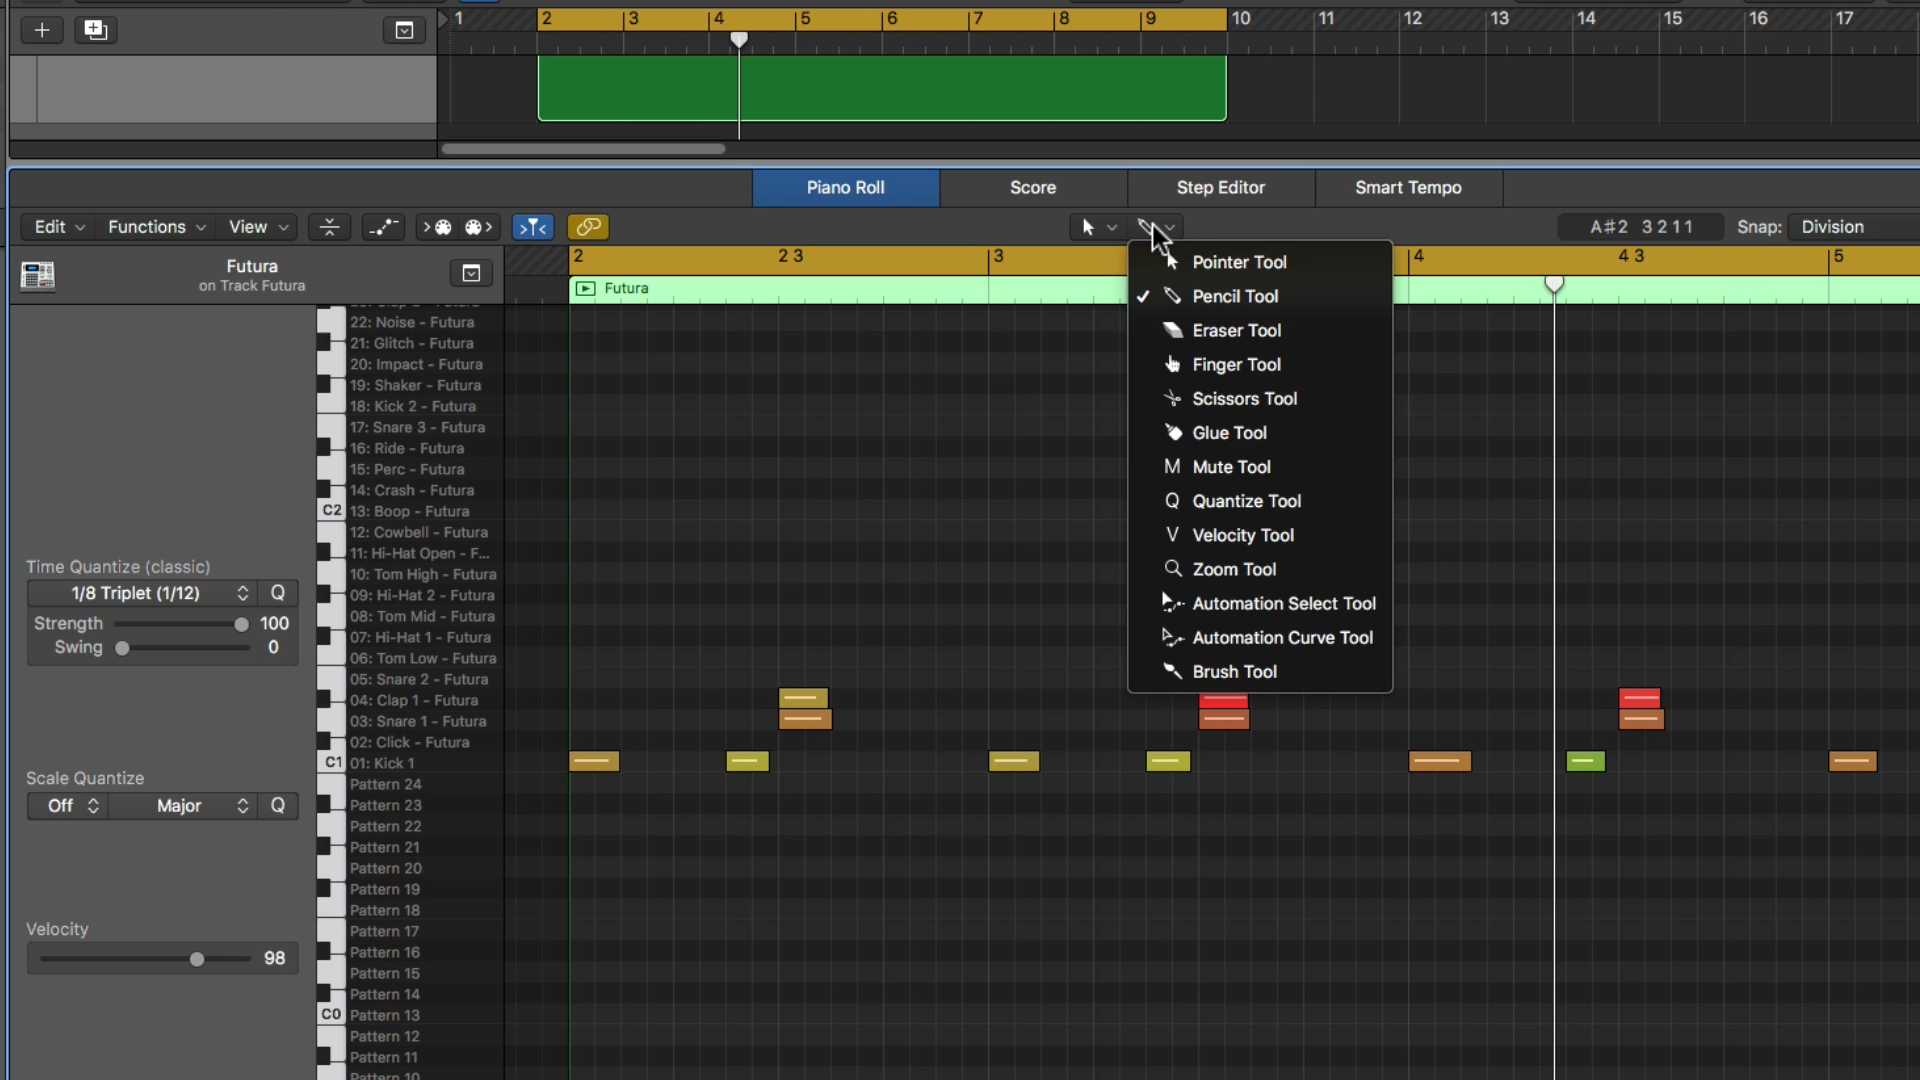 1 2 3 4 5 6 7 8 9 10 11 12 13 14 15 16 17
Piano Roll Score Step Editor Smart Tempo
Edit Functions View A#2 3 2 1 1 Snap: Division
Futura
on Track Futura
2 2 3 3 4 4 3 5
Futura
Pointer Tool
Pencil Tool
Eraser Tool
Finger Tool
Scissors Tool
Glue Tool
M Mute Tool
Q Quantize Tool
V Velocity Tool
Zoom Tool
Automation Select Tool
Automation Curve Tool
Brush Tool
22: Noise - Futura
21: Glitch - Futura
20: Impact - Futura
19: Shaker - Futura
18: Kick 2 - Futura
17: Snare 3 - Futura
16: Ride - Futura
15: Perc - Futura
14: Crash - Futura
C2 13: Boop - Futura
12: Cowbell - Futura
11: Hi-Hat Open - F...
10: Tom High - Futura
09: Hi-Hat 2 - Futura
08: Tom Mid - Futura
07: Hi-Hat 1 - Futura
06: Tom Low - Futura
05: Snare 2 - Futura
04: Clap 1 - Futura
03: Snare 1 - Futura
02: Click - Futura
C1 01: Kick 1
Pattern 24
Pattern 23
Pattern 22
Pattern 21
Pattern 20
Pattern 19
Pattern 18
Pattern 17
Pattern 16
Pattern 15
Pattern 14
C0 Pattern 13
Pattern 12
Pattern 11
Pattern 10
Time Quantize (classic)
1/8 Triplet (1/12) Q
Strength 100
Swing 0
Scale Quantize
Off Major Q
Velocity
98